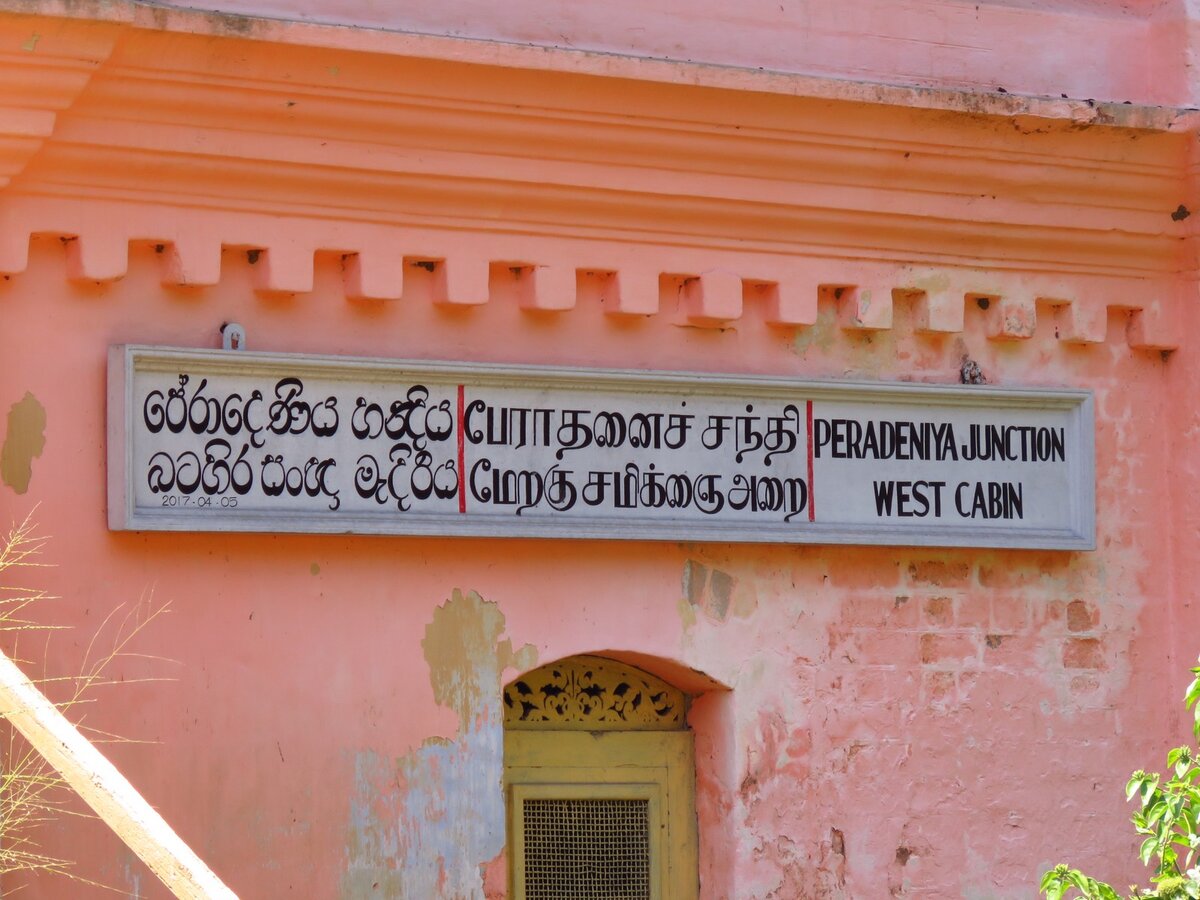 පේරාදෙණිය හන්දිය
බටහිර සංඥා මැදිරිය
2017-04-05
பேராதனைச் சந்தி
மேறகு சமிக்ஞை அறை
PERADENIYA JUNCTION
WEST CABIN